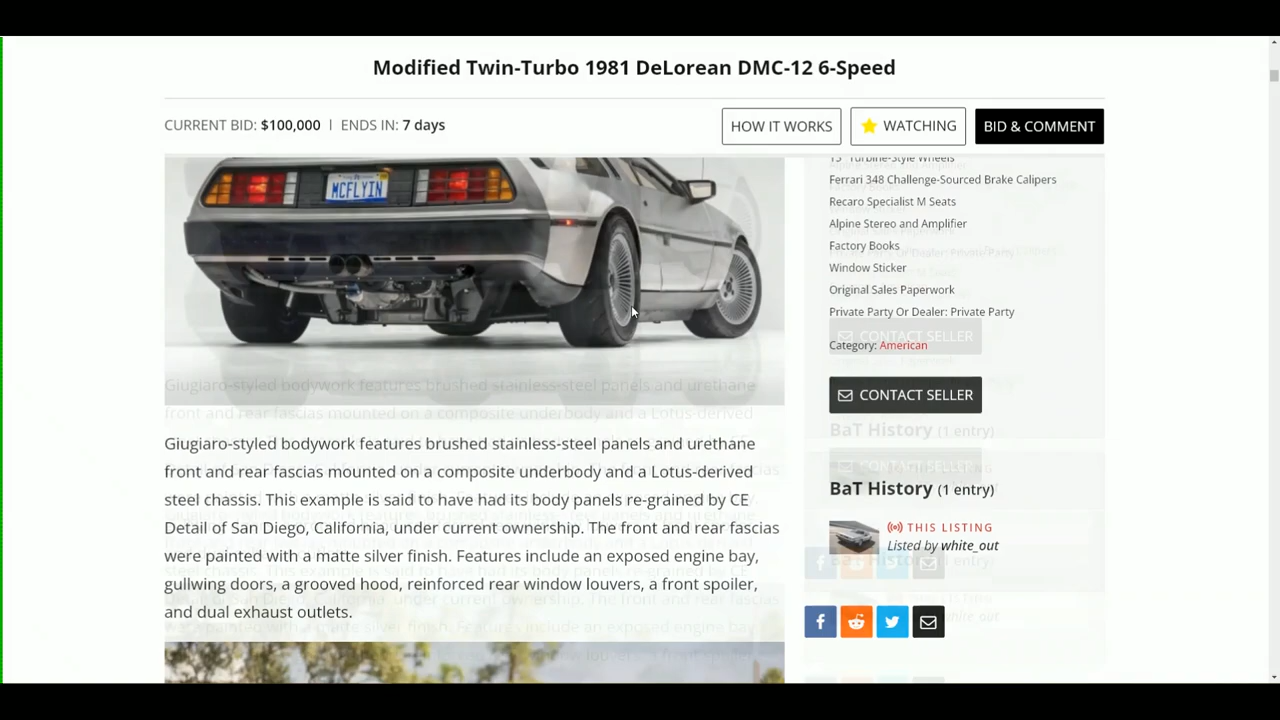 Modified Twin-Turbo 1981 DeLorean DMC-12 6-Speed
CURRENT BID: $100,000 | ENDS IN: 7 days
HOW IT WORKS
WATCHING
BID & COMMENT
MCFLYIN
15" Turbine-Style Wheels
Ferrari 348 Challenge-Sourced Brake Calipers
Recaro Specialist M Seats
Alpine Stereo and Amplifier
Factory Books
Window Sticker
Original Sales Paperwork
Private Party Or Dealer: Private Party
Category: American
CONTACT SELLER
Giugiaro-styled bodywork features brushed stainless-steel panels and urethane
front and rear fascias mounted on a composite underbody and a Lotus-derived
steel chassis. This example is said to have had its body panels re-grained by CE
Detail of San Diego, California, under current ownership. The front and rear fascias
were painted with a matte silver finish. Features include an exposed engine bay,
gullwing doors, a grooved hood, reinforced rear window louvers, a front spoiler,
and dual exhaust outlets.
BaT History (1 entry)
THIS LISTING
Listed by white_out